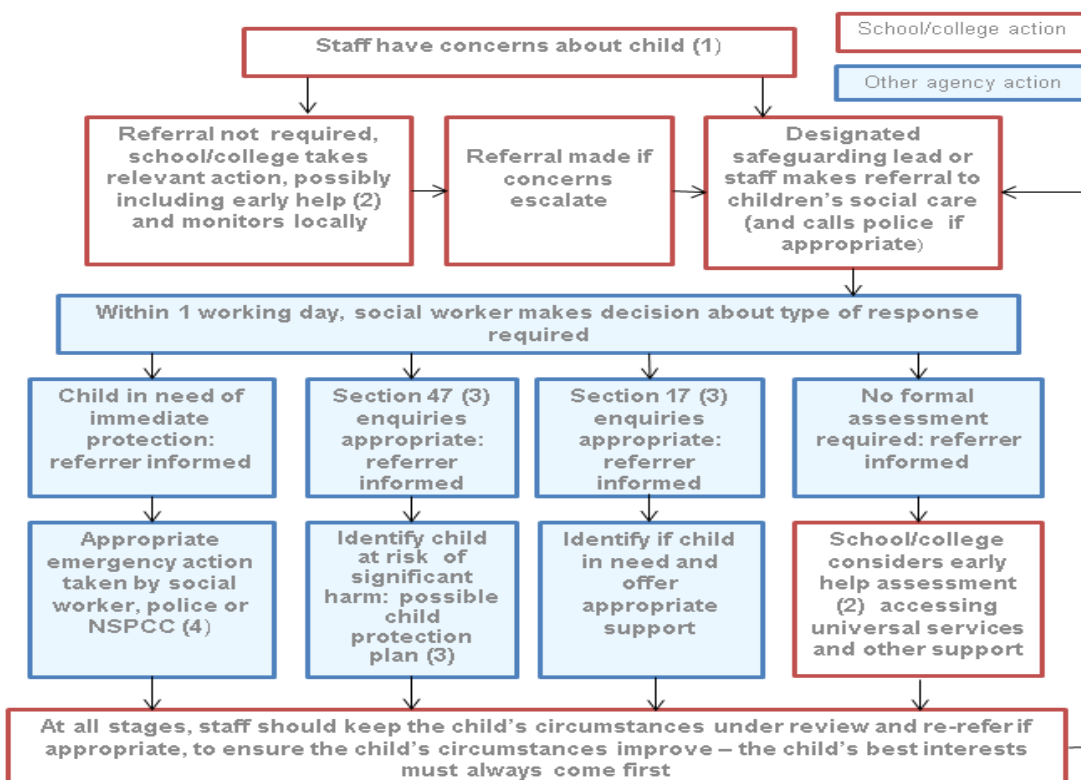 Staff have concerns about child (1)
School/college action
Other agency action
Referral not required,
school/college takes
relevant action, possibly
including early help (2)
and monitors locally
Referral made if
concerns
escalate
Designated
safeguarding lead or
staff makes referral to
children's social care
(and calls police if
appropriate)
Within 1 working day, social worker makes decision about type of response
required
Child in need of
immediate
protection:
referrer informed
Section 47 (3)
enquiries
appropriate:
referrer
informed
Section 17 (3)
enquiries
appropriate:
referrer
informed
No formal
assessment
required: referrer
informed
Appropriate
emergency action
taken by social
worker, police or
NSPCC (4)
Identify child
at risk of
significant
harm: possible
child
protection
plan (3)
Identify if child
in need and
offer
appropriate
support
School/college
considers early
help assessment
(2) accessing
universal services
and other support
At all stages, staff should keep the child's circumstances under review and re-refer if
appropriate, to ensure the child's circumstances improve – the child's best interests
must always come first